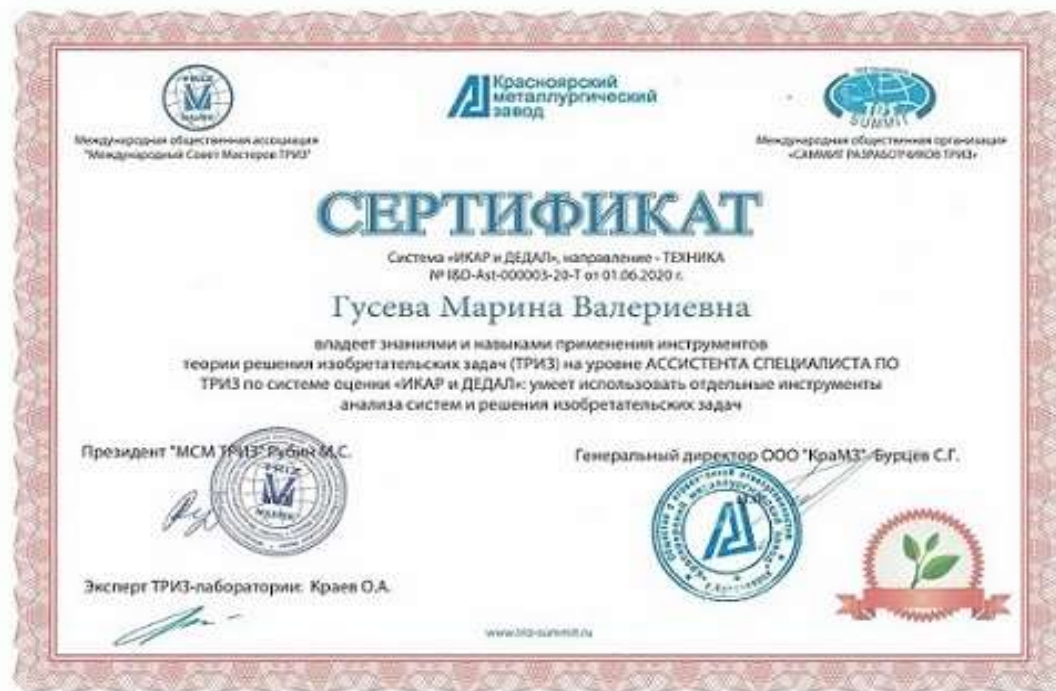 Международная общественная ассоциация
"Международный Совет Мастеров ТРИЗ"
Красноярский
металлургический
завод
TDS
SUMMIT
Международная общественная организация
«САММИТ РАЗРАБОТЧИКОВ ТРИЗ»
СЕРТИФИКАТ
Система «ИКАР и ДЕДАЛ», направление - ТЕХНИКА
№ I&D-Ast-000003-20-T от 01.06.2020 г.
Гусева Марина Валериевна
владеет знаниями и навыками применения инструментов
теории решения изобретательских задач (ТРИЗ) на уровне АССИСТЕНТА СПЕЦИАЛИСТА ПО
ТРИЗ по системе оценки «ИКАР и ДЕДАЛ»: умеет использовать отдельные инструменты
анализа систем и решения изобретательских задач
Президент "МСМ ТРИЗ" Рубин М.С.
Генеральный директор ООО "КраМЗ" Бурцев С.Г.
Эксперт ТРИЗ-лаборатории: Краев О.А.
www.triz-summit.ru